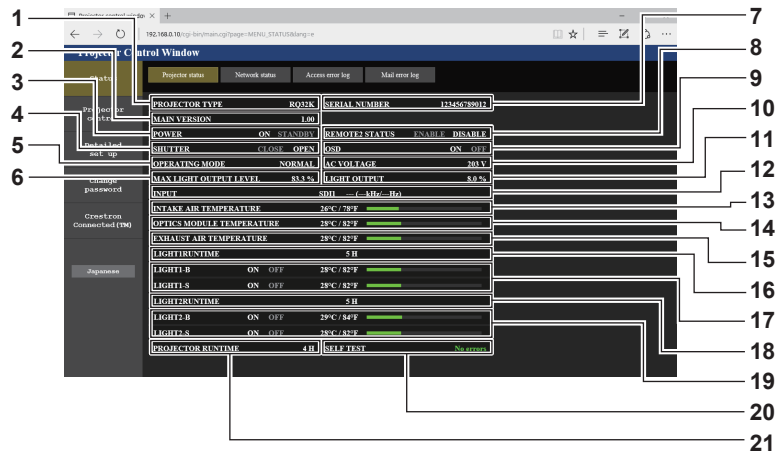 Projector control window × +
192.168.0.10/cgi-bin/main.cgi?page=MENU_STATUS&lang=e
Projector Control Window
Status
Projector control
Detailed set up
Change password
Crestron Connected(TM)
Japanese
Projector status Network status Access error log Mail error log
PROJECTOR TYPE RQ32K SERIAL NUMBER 123456789012
MAIN VERSION 1.00
POWER ON STANDBY REMOTE2 STATUS ENABLE DISABLE
SHUTTER CLOSE OPEN OSD ON OFF
OPERATING MODE NORMAL AC VOLTAGE 203 V
MAX LIGHT OUTPUT LEVEL 83.3 % LIGHT OUTPUT 8.0 %
INPUT SDI1 — (—kHz/—Hz)
INTAKE AIR TEMPERATURE 26°C / 78°F
OPTICS MODULE TEMPERATURE 28°C / 82°F
EXHAUST AIR TEMPERATURE 28°C / 82°F
LIGHT1RUNTIME 5 H
LIGHT1-B ON OFF 28°C / 82°F
LIGHT1-S ON OFF 28°C / 82°F
LIGHT2RUNTIME 5 H
LIGHT2-B ON OFF 29°C / 84°F
LIGHT2-S ON OFF 28°C / 82°F
PROJECTOR RUNTIME 4 H SELF TEST No errors
1
2
3
4
5
6
7
8
9
10
11
12
13
14
15
16
17
18
19
20
21